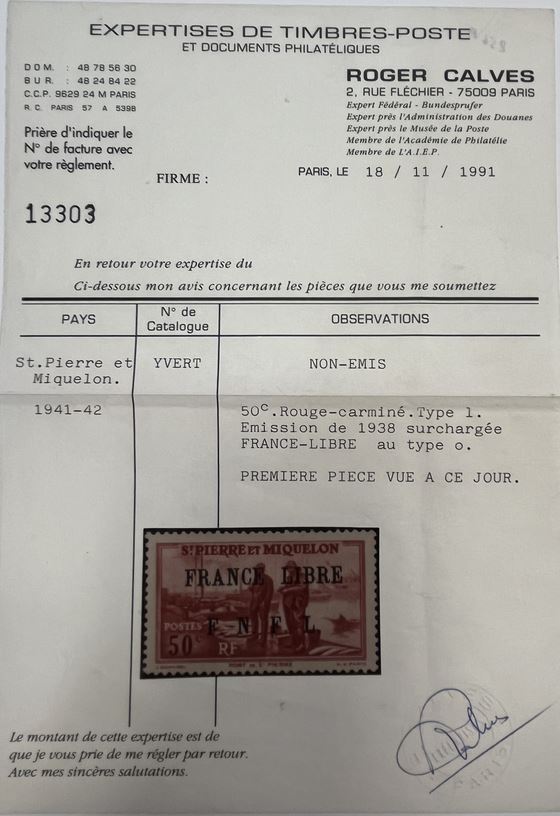 EXPERTISES DE TIMBRES-POSTE
ET DOCUMENTS PHILATÉLIQUES
DOM. : 48 78 56 30
BUR. : 48 24 84 22
C.C.P. 9629 24 M PARIS
R. C. PARIS 57 A 5398
ROGER CALVES
2, RUE FLÉCHIER - 75009 PARIS
Expert Fédéral - Bundesprufer
Expert près l'Administration des Douanes
Expert près le Musée de la Poste
Membre de l'Académie de Philatélie
Membre de L'A.I.E.P.
Prière d'indiquer le
N° de facture avec
votre règlement.
FIRME :
PARIS, LE 18 / 11 / 1991
13303
En retour votre expertise du
Ci-dessous mon avis concernant les pièces que vous me soumettez
PAYS
N° de
Catalogue
OBSERVATIONS
St.Pierre et
Miquelon.
YVERT
NON-EMIS
1941-42
50c.Rouge-carminé.Type l.
Emission de 1938 surchargée
FRANCE-LIBRE au type o.
PREMIERE PIECE VUE A CE JOUR.
ST PIERRE ET MIQUELON
FRANCE LIBRE
F N F L
POSTES
50c
RF
PONT DE ST PIERRE
Le montant de cette expertise est de
que je vous prie de me régler par retour.
Avec mes sincères salutations.
PARIS